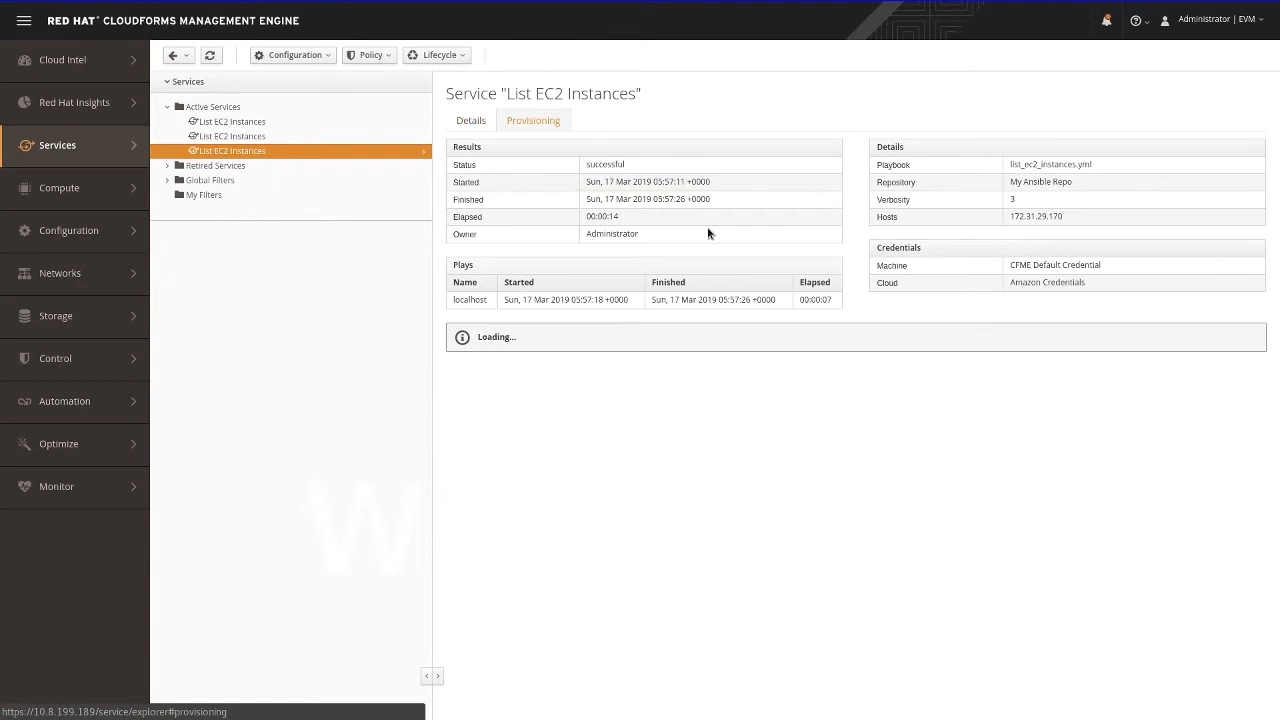 RED HAT CLOUDFORMS MANAGEMENT ENGINE
Administrator | EVM
Cloud Intel
Red Hat Insights
Services
Compute
Configuration
Networks
Storage
Control
Automation
Optimize
Monitor
Configuration
Policy
Lifecycle
Services
Active Services
List EC2 Instances
List EC2 Instances
List EC2 Instances
Retired Services
Global Filters
My Filters
Service "List EC2 Instances"
Details Provisioning
Results
Status successful
Started Sun, 17 Mar 2019 05:57:11 +0000
Finished Sun, 17 Mar 2019 05:57:26 +0000
Elapsed 00:00:14
Owner Administrator
Plays
Name Started Finished Elapsed
localhost Sun, 17 Mar 2019 05:57:18 +0000 Sun, 17 Mar 2019 05:57:26 +0000 00:00:07
Details
Playbook list_ec2_instances.yml
Repository My Ansible Repo
Verbosity 3
Hosts 172.31.29.170
Credentials
Machine CFME Default Credential
Cloud Amazon Credentials
Loading...
W
https://10.8.199.189/service/explorer#provisioning